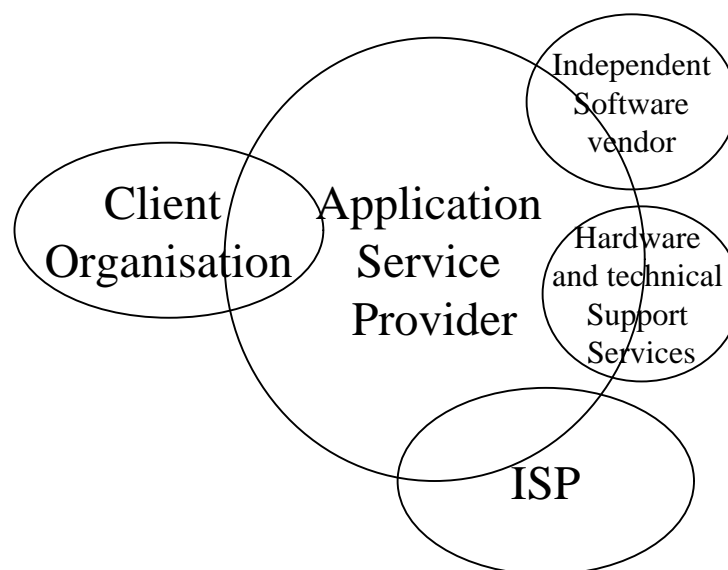 Independent
Software
vendor
Client
Organisation
Application
Service
Provider
Hardware
and technical
Support
Services
ISP